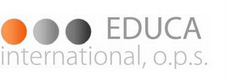 EDUCA
international, o.p.s.